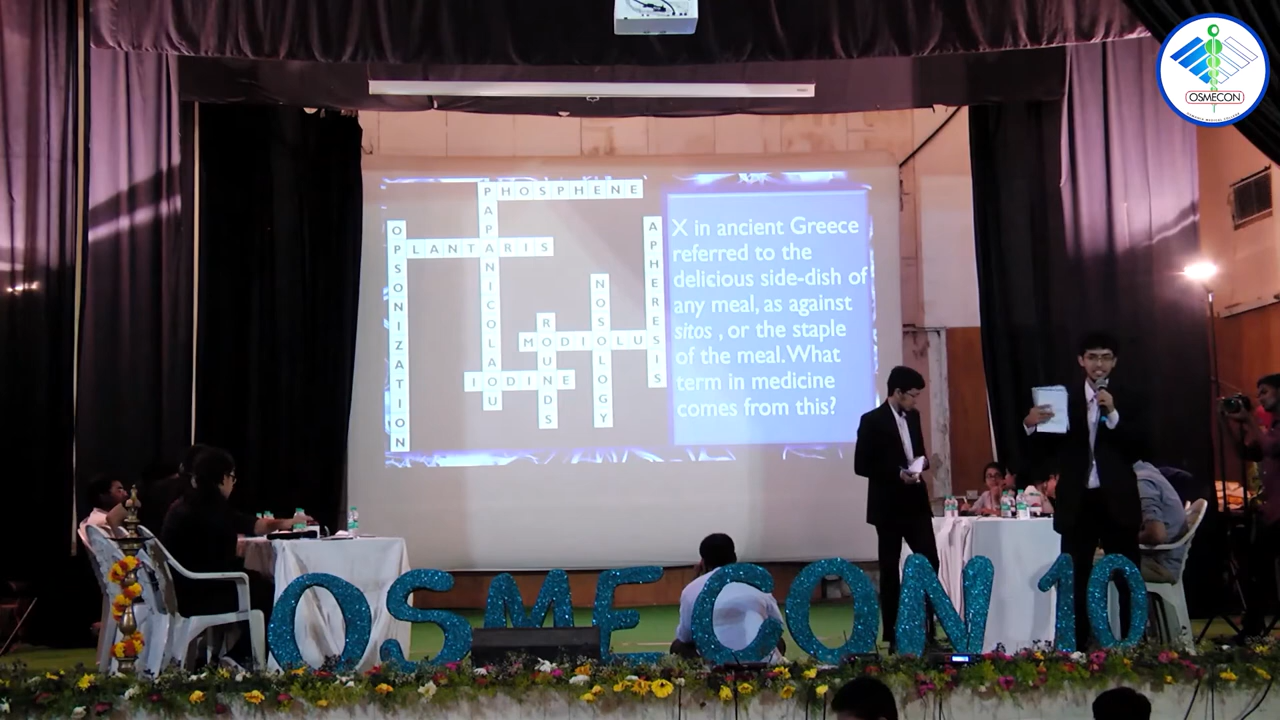 OSMECON
PHOSPHENE
PAPANICOLAOU
OPSONIZATION
PLANTARIS
APHERESIS
NOSOLOGY
ROUNDS
MODIOLUS
IODINE
X in ancient Greece
referred to the
delicious side-dish of
any meal, as against
sitos , or the staple
of the meal. What
term in medicine
comes from this?
OSMECON 10